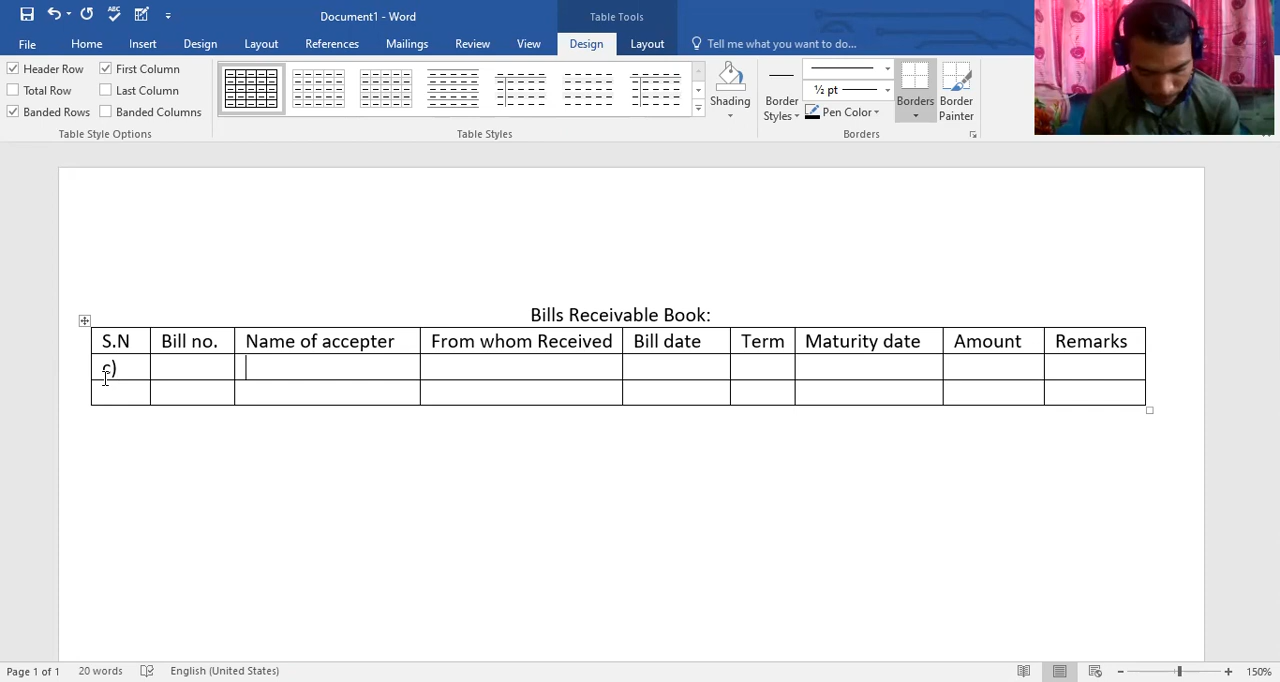 ABC
Document1 - Word
Table Tools
File Home Insert Design Layout References Mailings Review View Design Layout Tell me what you want to do...
Header Row First Column
Total Row Last Column
Banded Rows Banded Columns
Table Style Options
Table Styles
Shading
Border Styles
½ pt
Pen Color
Borders
Border Painter
Borders
Bills Receivable Book:
S.N Bill no. Name of accepter From whom Received Bill date Term Maturity date Amount Remarks
c)
Page 1 of 1 20 words English (United States) 150%